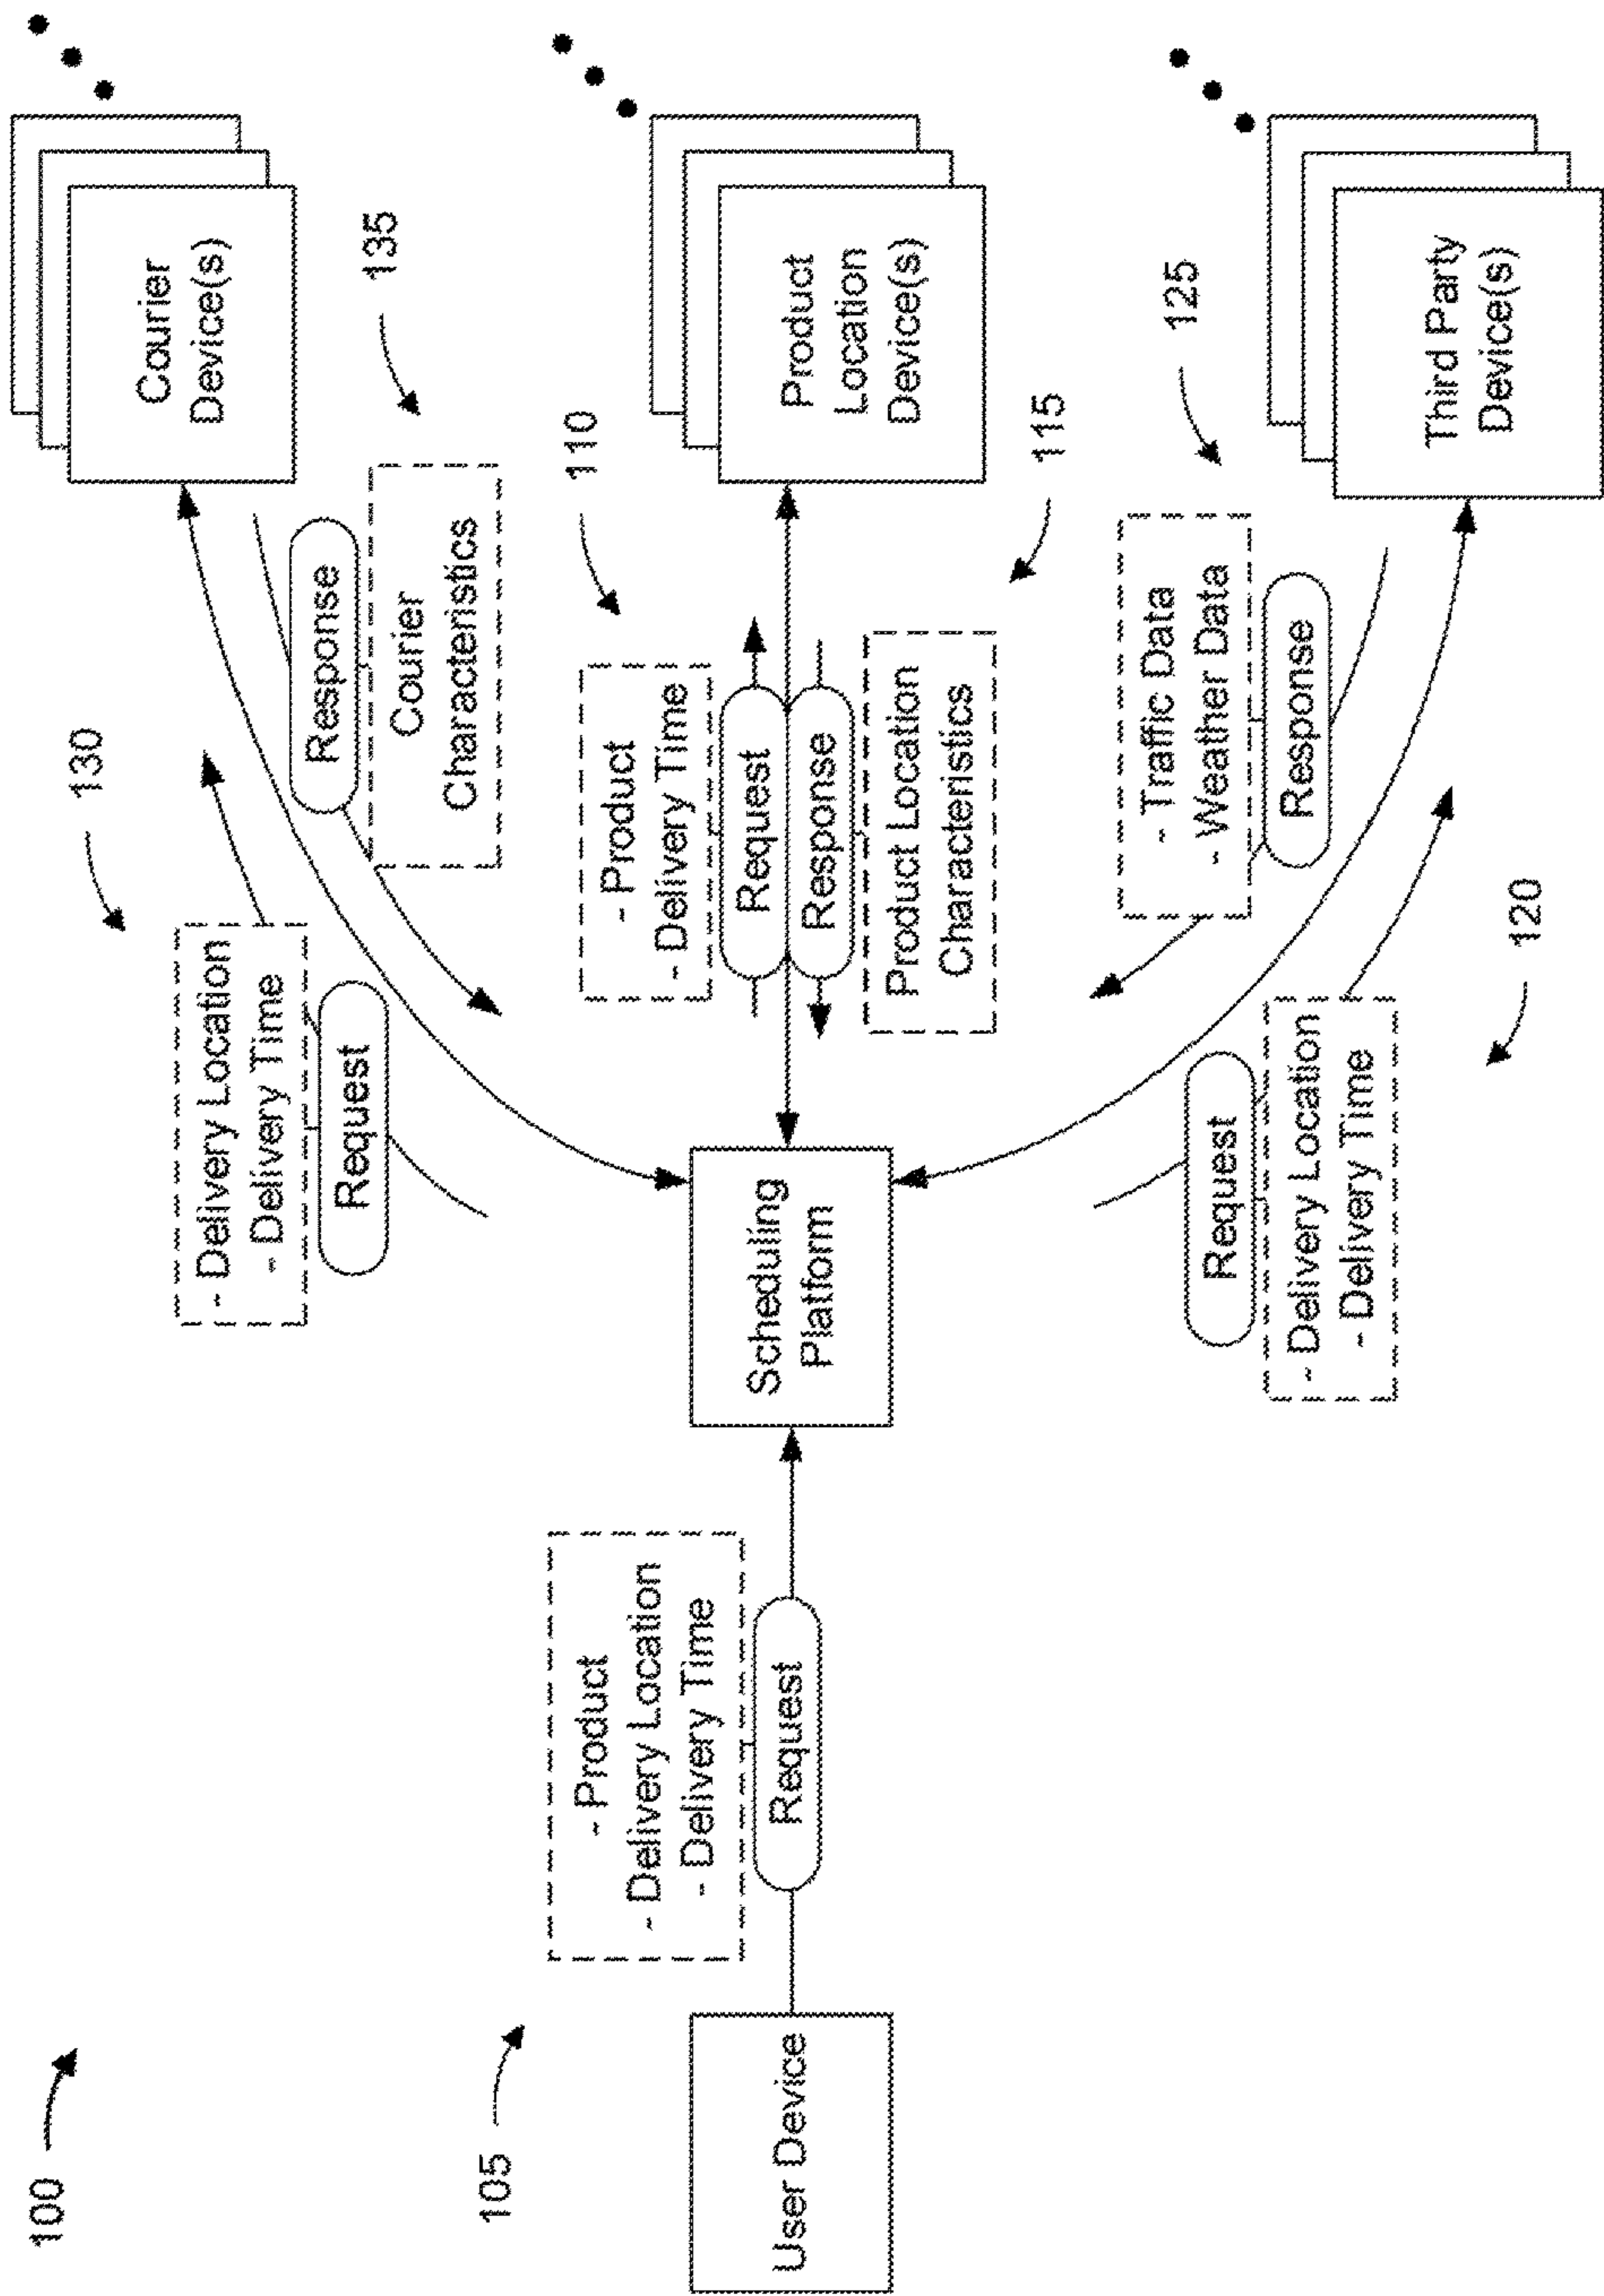 100
105
User Device
- Product
- Delivery Location
- Delivery Time
Request
Scheduling
Platform
130
- Delivery Location
- Delivery Time
Request
135
Response
Courier
Characteristics
Courier
Device(s)
110
- Product
- Delivery Time
Request
Response
Product Location
Characteristics
115
Product
Location
Device(s)
125
- Traffic Data
- Weather Data
Response
Request
- Delivery Location
- Delivery Time
120
Third Party
Device(s)